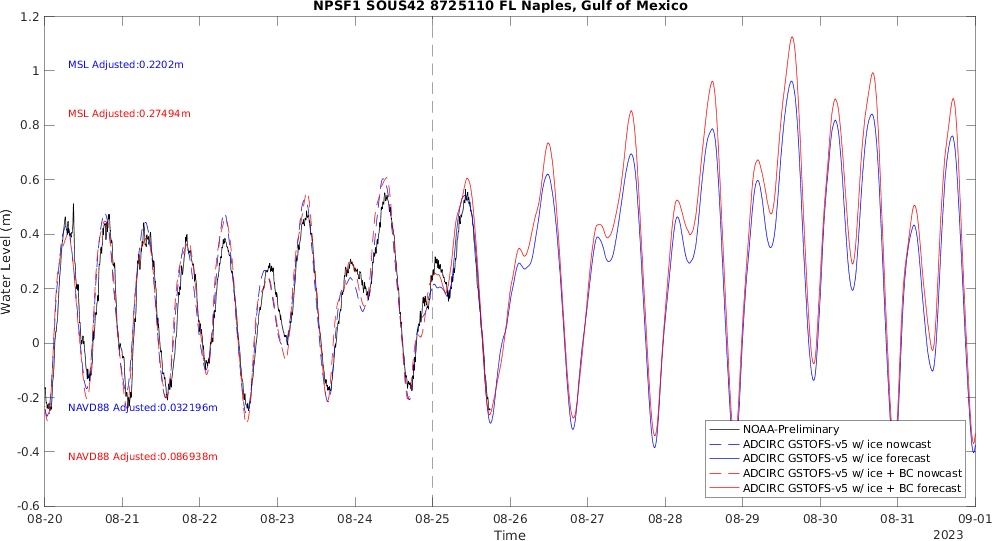 NPSF1 SOUS42 8725110 FL Naples, Gulf of Mexico
1.2
1
0.8
0.6
0.4
0.2
0
-0.2
-0.4
-0.6
Water Level (m)
MSL Adjusted:0.2202m
MSL Adjusted:0.27494m
NAVD88 Adjusted:0.032196m
NAVD88 Adjusted:0.086938m
NOAA-Preliminary
ADCIRC GSTOFS-v5 w/ ice nowcast
ADCIRC GSTOFS-v5 w/ ice forecast
ADCIRC GSTOFS-v5 w/ ice + BC nowcast
ADCIRC GSTOFS-v5 w/ ice + BC forecast
08-20 08-21 08-22 08-23 08-24 08-25 08-26 08-27 08-28 08-29 08-30 08-31 09-01
Time
2023